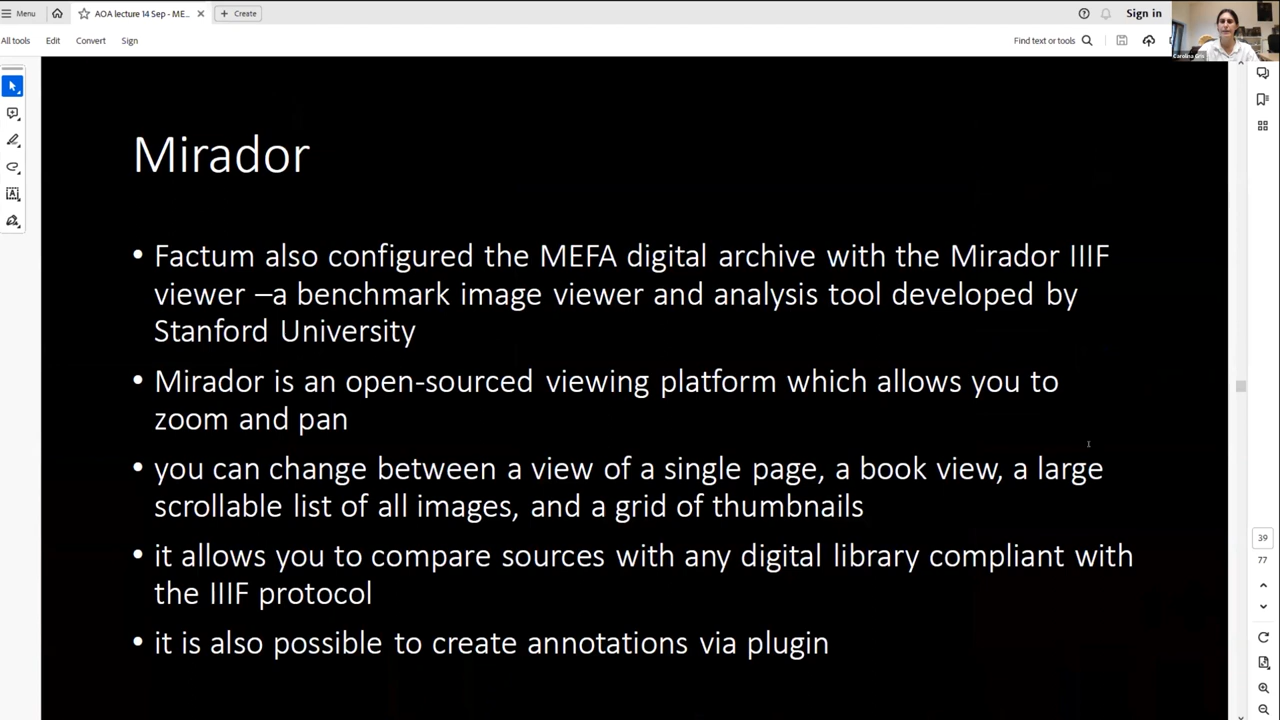 Menu
AOA lecture 14 Sep - ME...
Create
Sign in
All tools
Edit
Convert
Sign
Find text or tools
Mirador
• Factum also configured the MEFA digital archive with the Mirador IIIF
viewer –a benchmark image viewer and analysis tool developed by
Stanford University
• Mirador is an open-sourced viewing platform which allows you to
zoom and pan
• you can change between a view of a single page, a book view, a large
scrollable list of all images, and a grid of thumbnails
• it allows you to compare sources with any digital library compliant with
the IIIF protocol
• it is also possible to create annotations via plugin
39
77